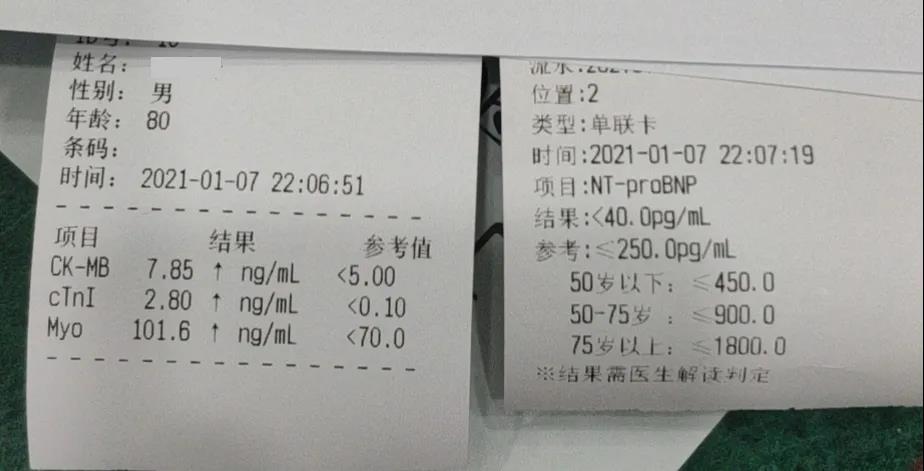 姓名:
性别: 男
年龄: 80
条码:
时间: 2021-01-07 22:06:51
项目 结果 参考值
CK-MB 7.85 ↑ ng/mL <5.00
cTnI 2.80 ↑ ng/mL <0.10
Myo 101.6 ↑ ng/mL <70.0
位置:2
类型:单联卡
时间:2021-01-07 22:07:19
项目:NT-proBNP
结果:<40.0pg/mL
参考:≤250.0pg/mL
50岁以下: ≤450.0
50-75岁 : ≤900.0
75岁以上: ≤1800.0
※结果需医生解读判定